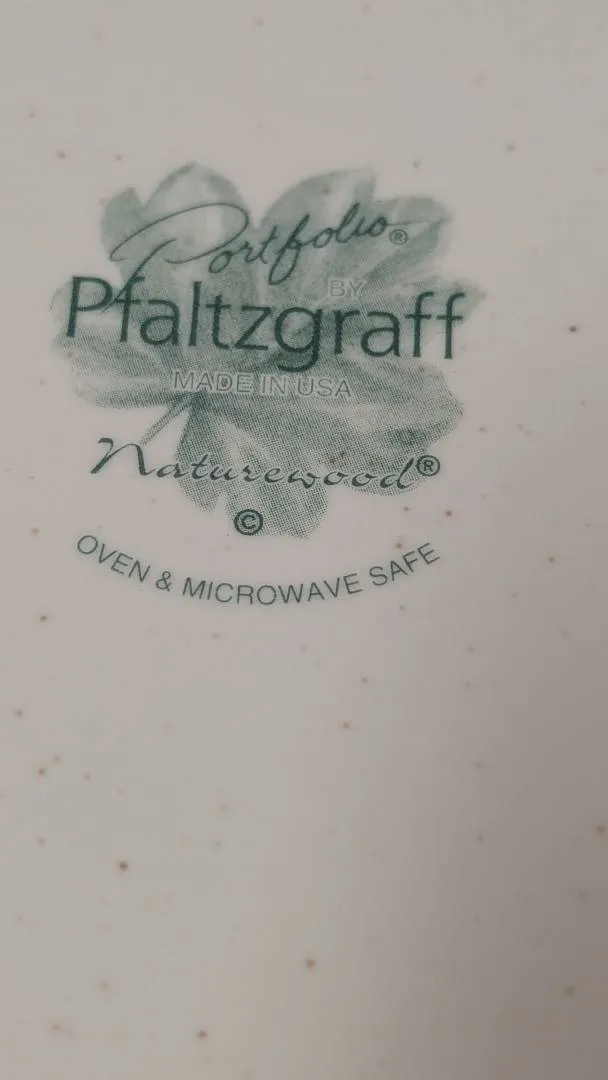 Portfolio®
BY
Pfaltzgraff
MADE IN USA
Naturewood®
©
OVEN & MICROWAVE SAFE